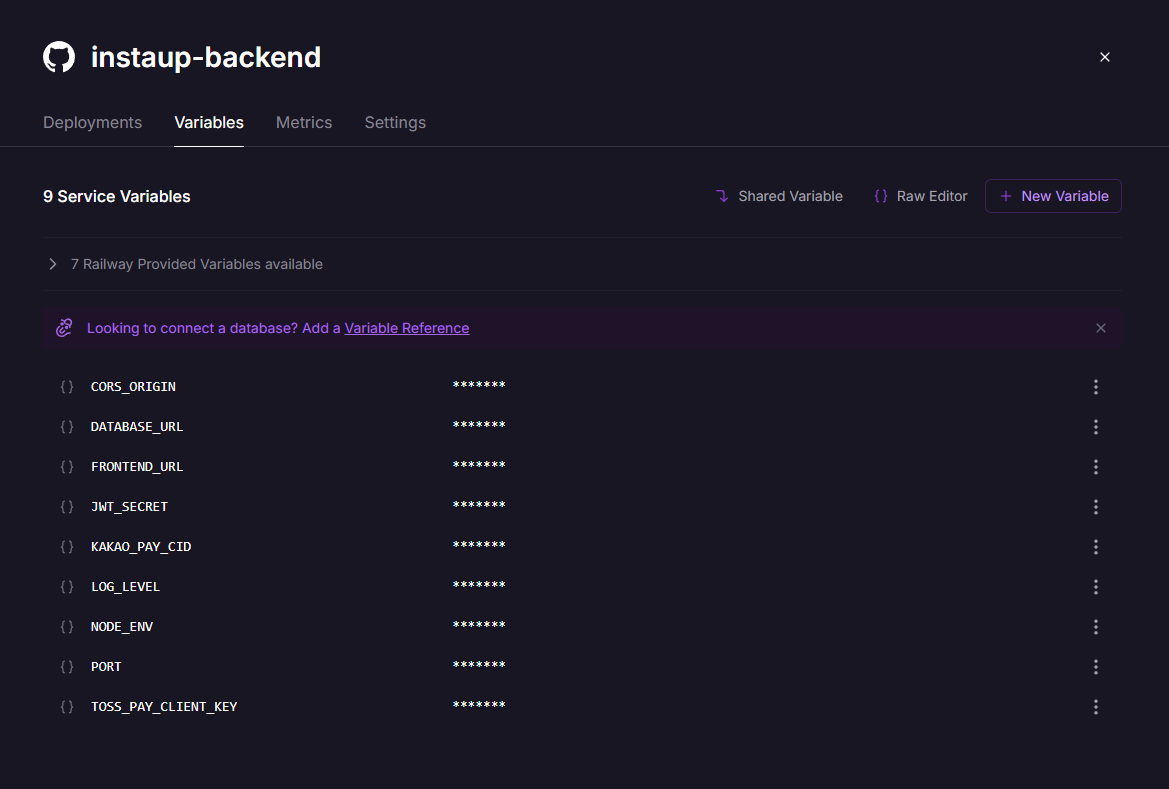 instaup-backend
Deployments Variables Metrics Settings
9 Service Variables Shared Variable {} Raw Editor + New Variable
7 Railway Provided Variables available
Looking to connect a database? Add a Variable Reference
{} CORS_ORIGIN *******
{} DATABASE_URL *******
{} FRONTEND_URL *******
{} JWT_SECRET *******
{} KAKAO_PAY_CID *******
{} LOG_LEVEL *******
{} NODE_ENV *******
{} PORT *******
{} TOSS_PAY_CLIENT_KEY *******